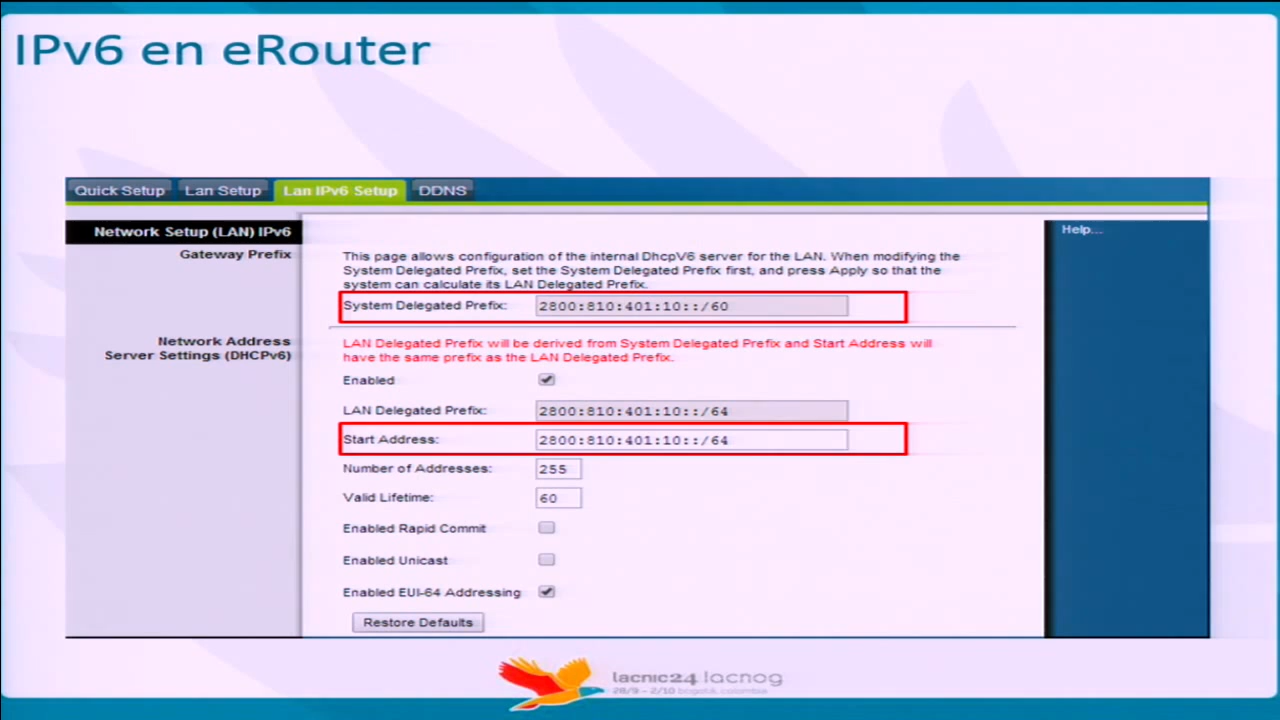 IPv6 en eRouter
Quick Setup Lan Setup Lan IPv6 Setup DDNS
Network Setup (LAN) IPv6
Help...
Gateway Prefix
This page allows configuration of the internal DhcpV6 server for the LAN. When modifying the
System Delegated Prefix, set the System Delegated Prefix first, and press Apply so that the
system can calculate its LAN Delegated Prefix.
System Delegated Prefix: 2800:810:401:10::/60
Network Address
Server Settings (DHCPv6)
LAN Delegated Prefix will be derived from System Delegated Prefix and Start Address will
have the same prefix as the LAN Delegated Prefix.
Enabled
LAN Delegated Prefix: 2800:810:401:10::/64
Start Address: 2800:810:401:10::/64
Number of Addresses: 255
Valid Lifetime: 60
Enabled Rapid Commit
Enabled Unicast
Enabled EUI-64 Addressing
Restore Defaults
lacnic24 lacnog
28/9 - 2/10 bogotá, colombia